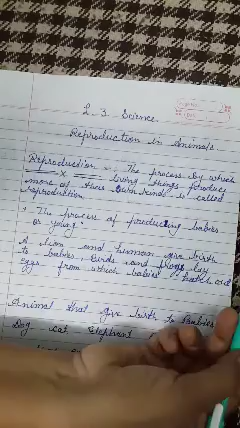 L. 3. Science
Reproduction in Animals.
Reproduction - The process by which
living things produce
more of their own kinds is called
reproduction.
* The process of producing babies
or young.
A lion and human give birth
to babies, Birds and frogs lay
Eggs from which babies hatch out
Animal that give birth to babies
Dog cat Elephant